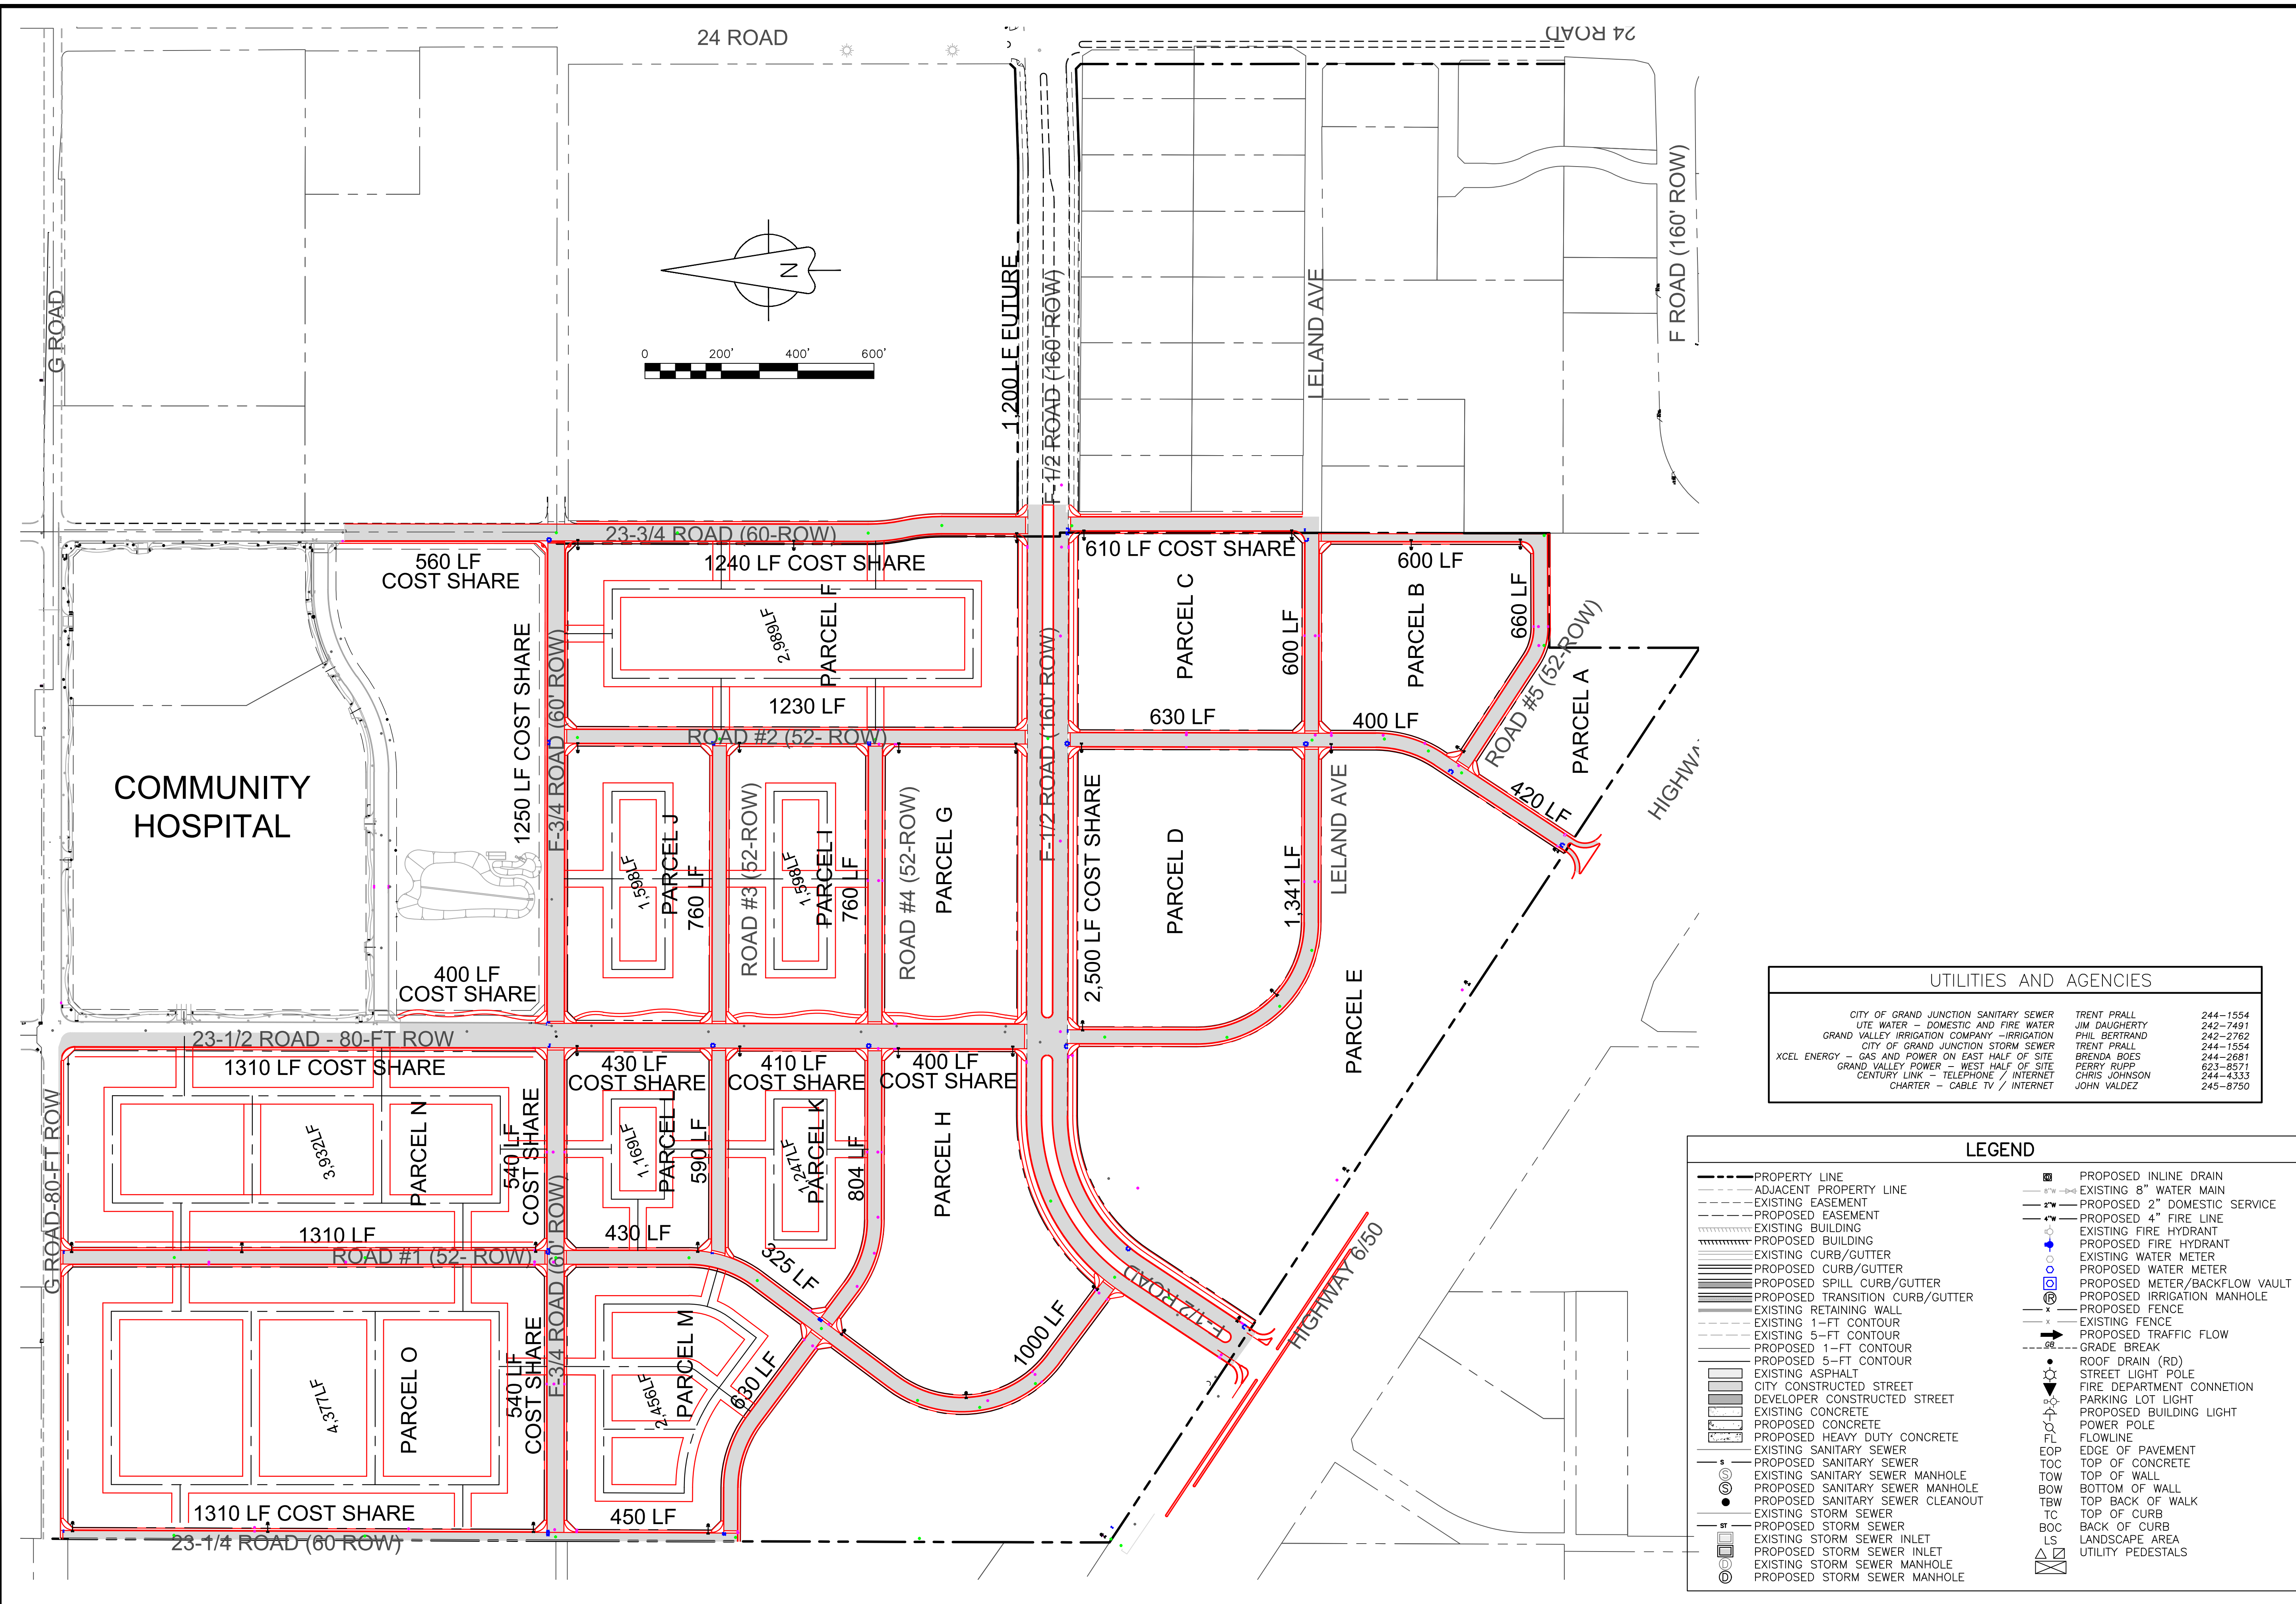 24 ROAD
24 ROAD
G ROAD
F ROAD (160' ROW)
N
0 200' 400' 600'
1,200 LF FUTURE
F-1/2 ROAD (160' ROW)
LELAND AVE
23-3/4 ROAD (60-ROW)
560 LF
COST SHARE
1240 LF COST SHARE
610 LF COST SHARE
600 LF
2,989LF
PARCEL F
PARCEL C
600 LF
PARCEL B
660 LF
ROAD #5 (52-ROW)
PARCEL A
1250 LF COST SHARE
F-3/4 ROAD (60' ROW)
1230 LF
F-1/2 ROAD (160' ROW)
630 LF
400 LF
ROAD #2 (52- ROW)
420 LF
HIGHWA
COMMUNITY
HOSPITAL
1,598LF
PARCEL J
760 LF
ROAD #3 (52-ROW)
1,598LF
PARCEL I
760 LF
ROAD #4 (52-ROW)
PARCEL G
2,500 LF COST SHARE
PARCEL D
1,341 LF
LELAND AVE
PARCEL E
400 LF
COST SHARE
23-1/2 ROAD - 80-FT ROW
1310 LF COST SHARE
430 LF
COST SHARE
410 LF
COST SHARE
400 LF
COST SHARE
G ROAD-80-FT ROW
3,932LF
PARCEL N
540 LF
COST SHARE
F-3/4 ROAD (60' ROW)
1,169LF
PARCEL L
590 LF
1,247LF
PARCEL K
804 LF
PARCEL H
1310 LF
430 LF
ROAD #1 (52- ROW)
325 LF
F-1/2 ROAD
HIGHWAY 6/50
4,377LF
PARCEL O
540 LF
COST SHARE
2,456LF
PARCEL M
630 LF
1000 LF
1310 LF COST SHARE
450 LF
23-1/4 ROAD (60 ROW)
UTILITIES AND AGENCIES
CITY OF GRAND JUNCTION SANITARY SEWER TRENT PRALL 244-1554
UTE WATER - DOMESTIC AND FIRE WATER JIM DAUGHERTY 242-7491
GRAND VALLEY IRRIGATION COMPANY -IRRIGATION PHIL BERTRAND 242-2762
CITY OF GRAND JUNCTION STORM SEWER TRENT PRALL 244-1554
XCEL ENERGY - GAS AND POWER ON EAST HALF OF SITE BRENDA BOES 244-2681
GRAND VALLEY POWER - WEST HALF OF SITE PERRY RUPP 623-8571
CENTURY LINK - TELEPHONE / INTERNET CHRIS JOHNSON 244-4333
CHARTER - CABLE TV / INTERNET JOHN VALDEZ 245-8750
LEGEND
PROPERTY LINE
ADJACENT PROPERTY LINE
EXISTING EASEMENT
PROPOSED EASEMENT
EXISTING BUILDING
PROPOSED BUILDING
EXISTING CURB/GUTTER
PROPOSED CURB/GUTTER
PROPOSED SPILL CURB/GUTTER
PROPOSED TRANSITION CURB/GUTTER
EXISTING RETAINING WALL
EXISTING 1-FT CONTOUR
EXISTING 5-FT CONTOUR
PROPOSED 1-FT CONTOUR
PROPOSED 5-FT CONTOUR
EXISTING ASPHALT
CITY CONSTRUCTED STREET
DEVELOPER CONSTRUCTED STREET
EXISTING CONCRETE
PROPOSED CONCRETE
PROPOSED HEAVY DUTY CONCRETE
EXISTING SANITARY SEWER
S PROPOSED SANITARY SEWER
S EXISTING SANITARY SEWER MANHOLE
S PROPOSED SANITARY SEWER MANHOLE
PROPOSED SANITARY SEWER CLEANOUT
EXISTING STORM SEWER
ST PROPOSED STORM SEWER
EXISTING STORM SEWER INLET
PROPOSED STORM SEWER INLET
D EXISTING STORM SEWER MANHOLE
D PROPOSED STORM SEWER MANHOLE
PROPOSED INLINE DRAIN
8"W EXISTING 8" WATER MAIN
2"W PROPOSED 2" DOMESTIC SERVICE
4"W PROPOSED 4" FIRE LINE
EXISTING FIRE HYDRANT
PROPOSED FIRE HYDRANT
EXISTING WATER METER
PROPOSED WATER METER
PROPOSED METER/BACKFLOW VAULT
IR PROPOSED IRRIGATION MANHOLE
X PROPOSED FENCE
X EXISTING FENCE
PROPOSED TRAFFIC FLOW
GB GRADE BREAK
ROOF DRAIN (RD)
STREET LIGHT POLE
FIRE DEPARTMENT CONNETION
PARKING LOT LIGHT
PROPOSED BUILDING LIGHT
POWER POLE
FL FLOWLINE
EOP EDGE OF PAVEMENT
TOC TOP OF CONCRETE
TOW TOP OF WALL
BOW BOTTOM OF WALL
TBW TOP BACK OF WALK
TC TOP OF CURB
BOC BACK OF CURB
LS LANDSCAPE AREA
UTILITY PEDESTALS